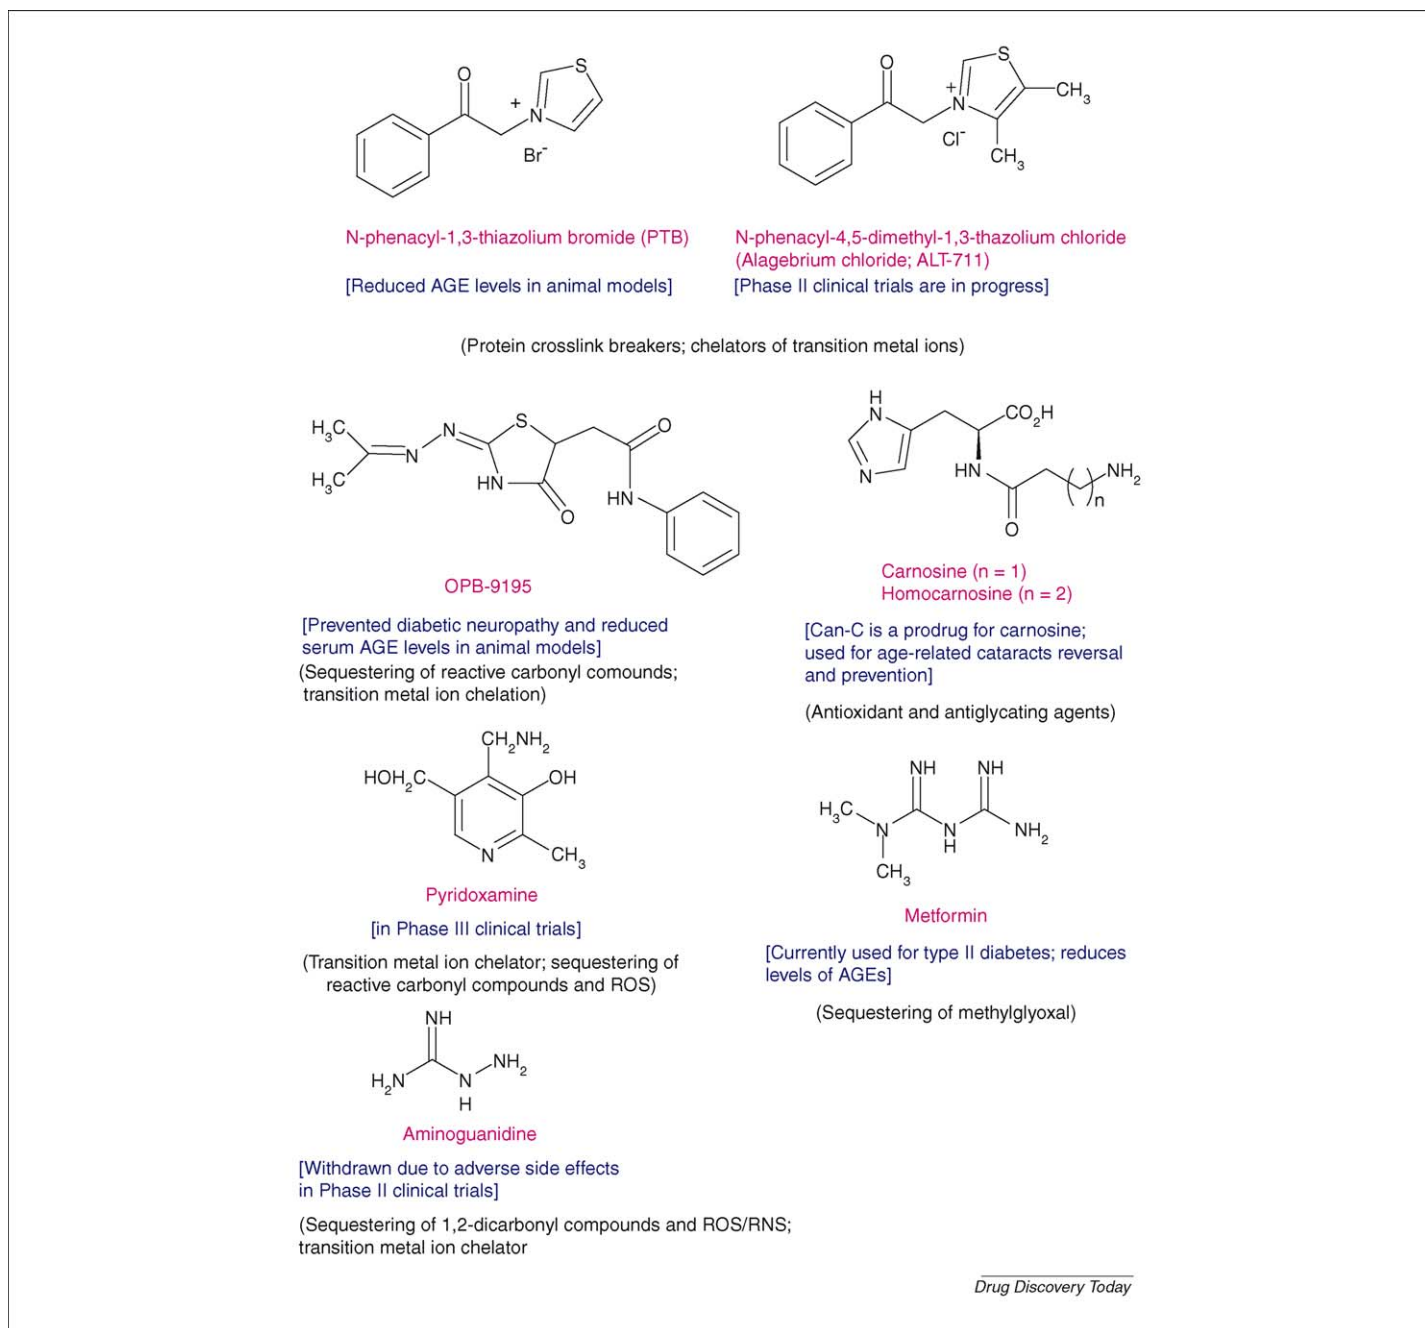 O
S
+
N
Br-
N-phenacyl-1,3-thiazolium bromide (PTB)
[Reduced AGE levels in animal models]
O
S
+
N
CH3
Cl-
CH3
N-phenacyl-4,5-dimethyl-1,3-thazolium chloride
(Alagebrium chloride; ALT-711)
[Phase II clinical trials are in progress]
(Protein crosslink breakers; chelators of transition metal ions)
H3C
H3C
N
N
S
HN
O
O
HN
OPB-9195
[Prevented diabetic neuropathy and reduced
serum AGE levels in animal models]
(Sequestering of reactive carbonyl comounds;
transition metal ion chelation)
H
N
N
CO2H
HN
O
NH2
( )n
Carnosine (n = 1)
Homocarnosine (n = 2)
[Can-C is a prodrug for carnosine;
used for age-related cataracts reversal
and prevention]
(Antioxidant and antiglycating agents)
CH2NH2
HOH2C
OH
N
CH3
Pyridoxamine
[in Phase III clinical trials]
(Transition metal ion chelator; sequestering of
reactive carbonyl compounds and ROS)
NH
NH
H3C
N
N
H
NH2
CH3
Metformin
[Currently used for type II diabetes; reduces
levels of AGEs]
(Sequestering of methylglyoxal)
NH
H2N
N
H
NH2
Aminoguanidine
[Withdrawn due to adverse side effects
in Phase II clinical trials]
(Sequestering of 1,2-dicarbonyl compounds and ROS/RNS;
transition metal ion chelator
Drug Discovery Today